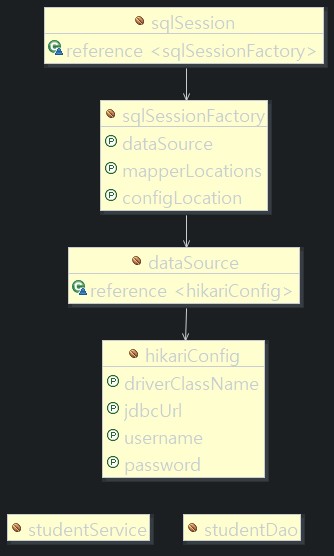 sqlSession
reference <sqlSessionFactory>
sqlSessionFactory
dataSource
mapperLocations
configLocation
dataSource
reference <hikariConfig>
hikariConfig
driverClassName
jdbcUrl
username
password
studentService
studentDao